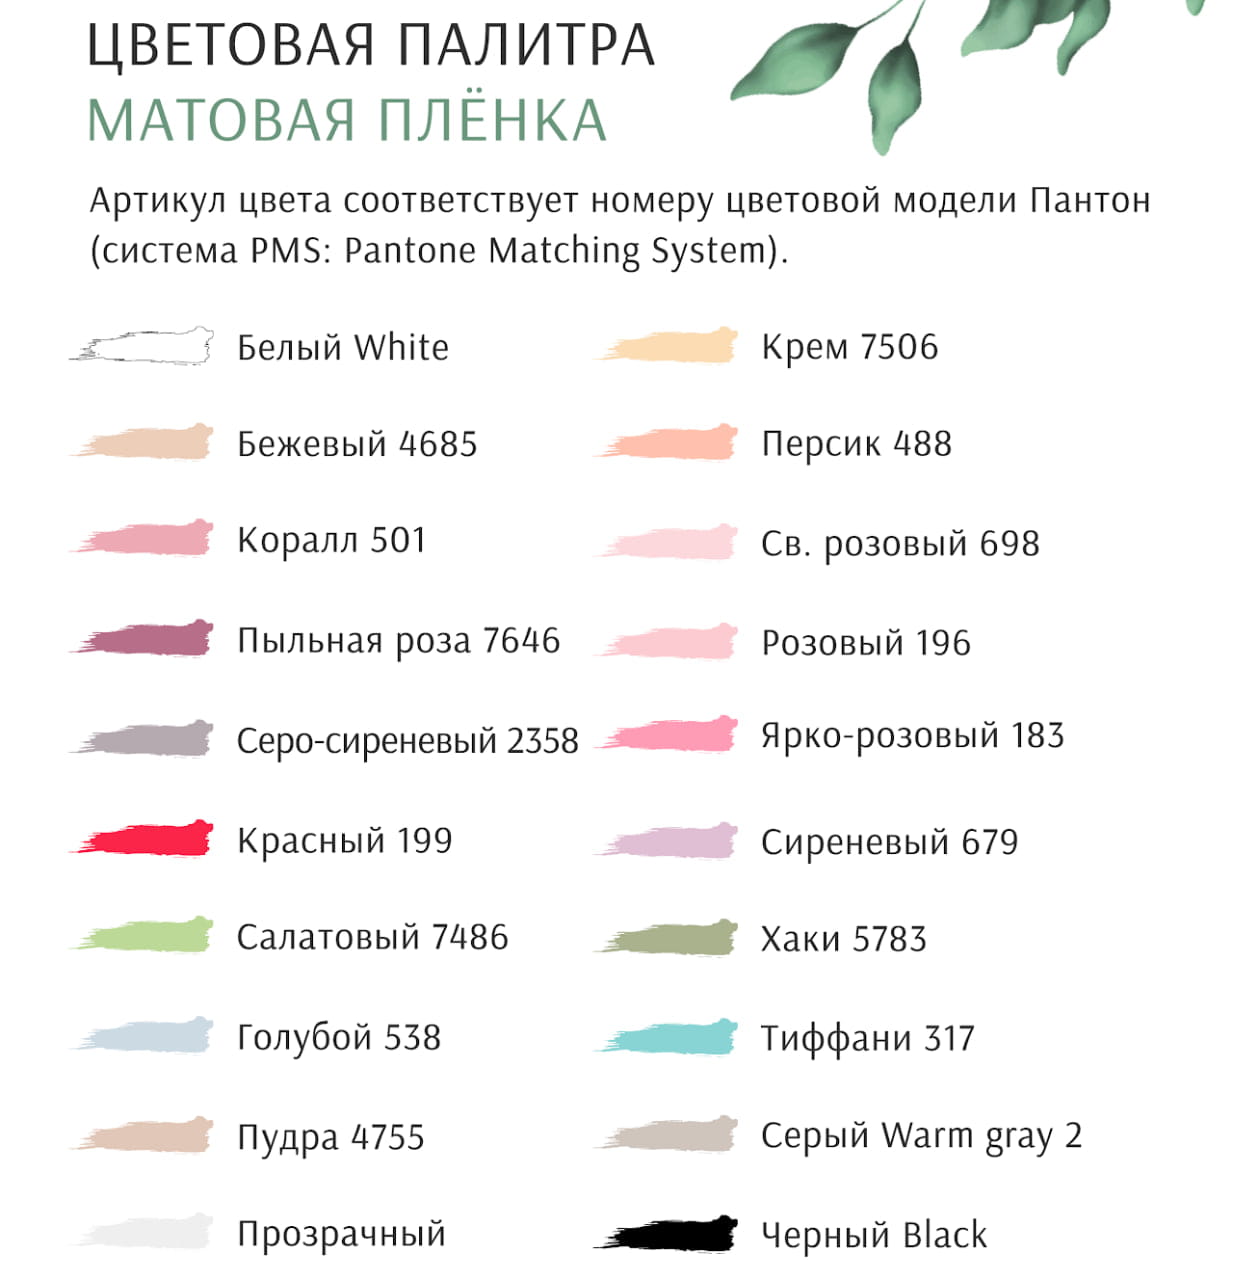 ЦВЕТОВАЯ ПАЛИТРА
МАТОВАЯ ПЛЁНКА
Артикул цвета соответствует номеру цветовой модели Пантон
(система PMS: Pantone Matching System).
Белый White
Крем 7506
Бежевый 4685
Персик 488
Коралл 501
Св. розовый 698
Пыльная роза 7646
Розовый 196
Серо-сиреневый 2358
Ярко-розовый 183
Красный 199
Сиреневый 679
Салатовый 7486
Хаки 5783
Голубой 538
Тиффани 317
Пудра 4755
Серый Warm gray 2
Прозрачный
Черный Black